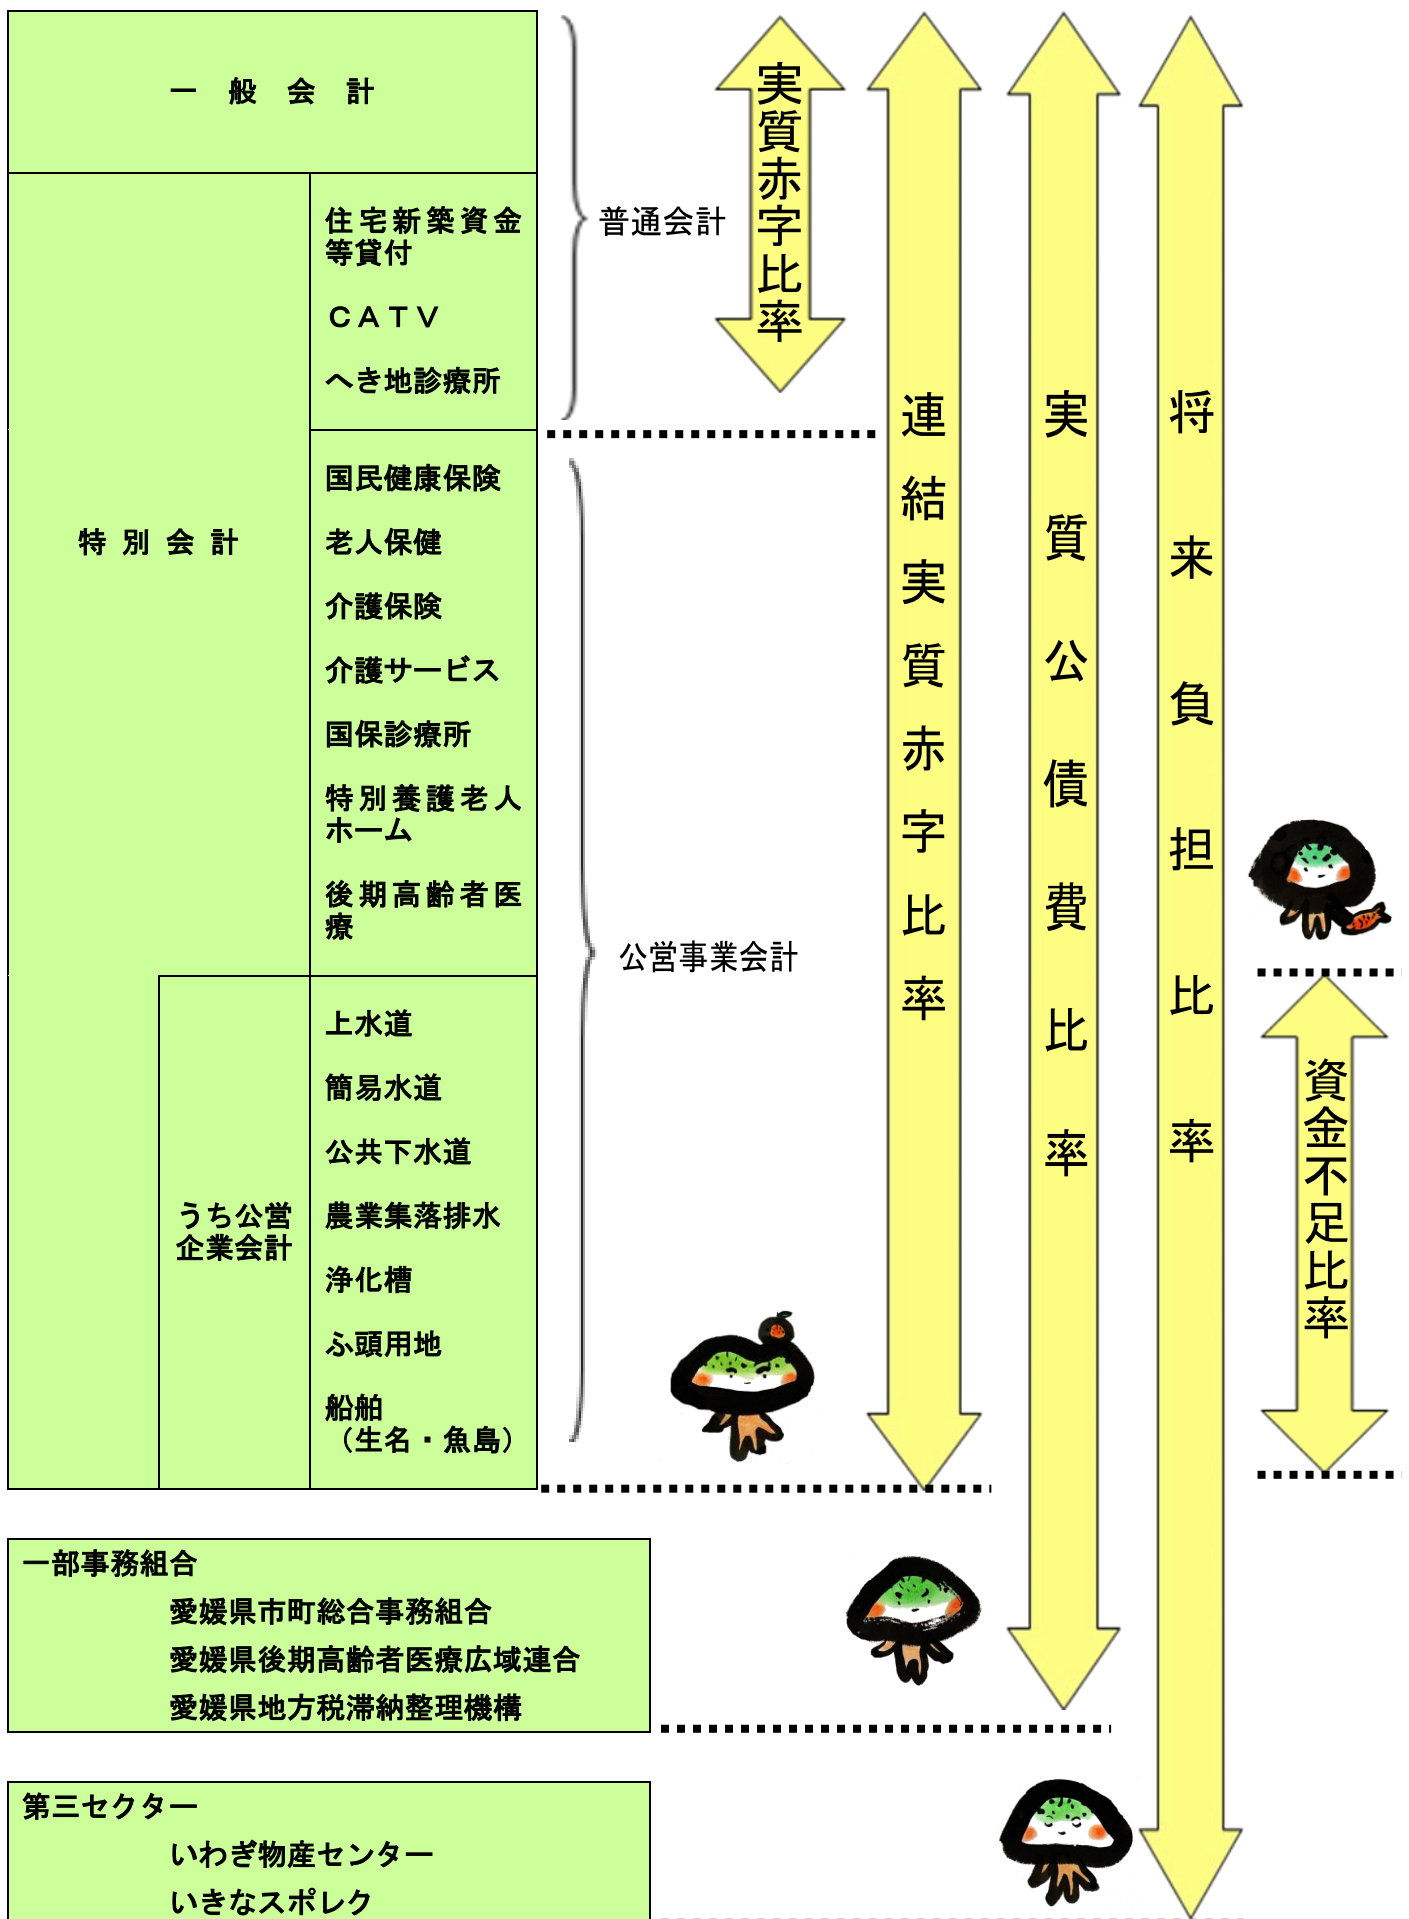 一 般 会 計
住宅新築資金
等貸付
ＣＡＴＶ
へき地診療所
普通会計
実質赤字比率
連結実質赤字比率
実質公債費比率
将来負担比率
特 別 会 計
国民健康保険
老人保健
介護保険
介護サービス
国保診療所
特別養護老人
ホーム
後期高齢者医
療
公営事業会計
うち公営
企業会計
上水道
簡易水道
公共下水道
農業集落排水
浄化槽
ふ頭用地
船舶
（生名・魚島）
資金不足比率
一部事務組合
愛媛県市町総合事務組合
愛媛県後期高齢者医療広域連合
愛媛県地方税滞納整理機構
第三セクター
いわぎ物産センター
いきなスポレク